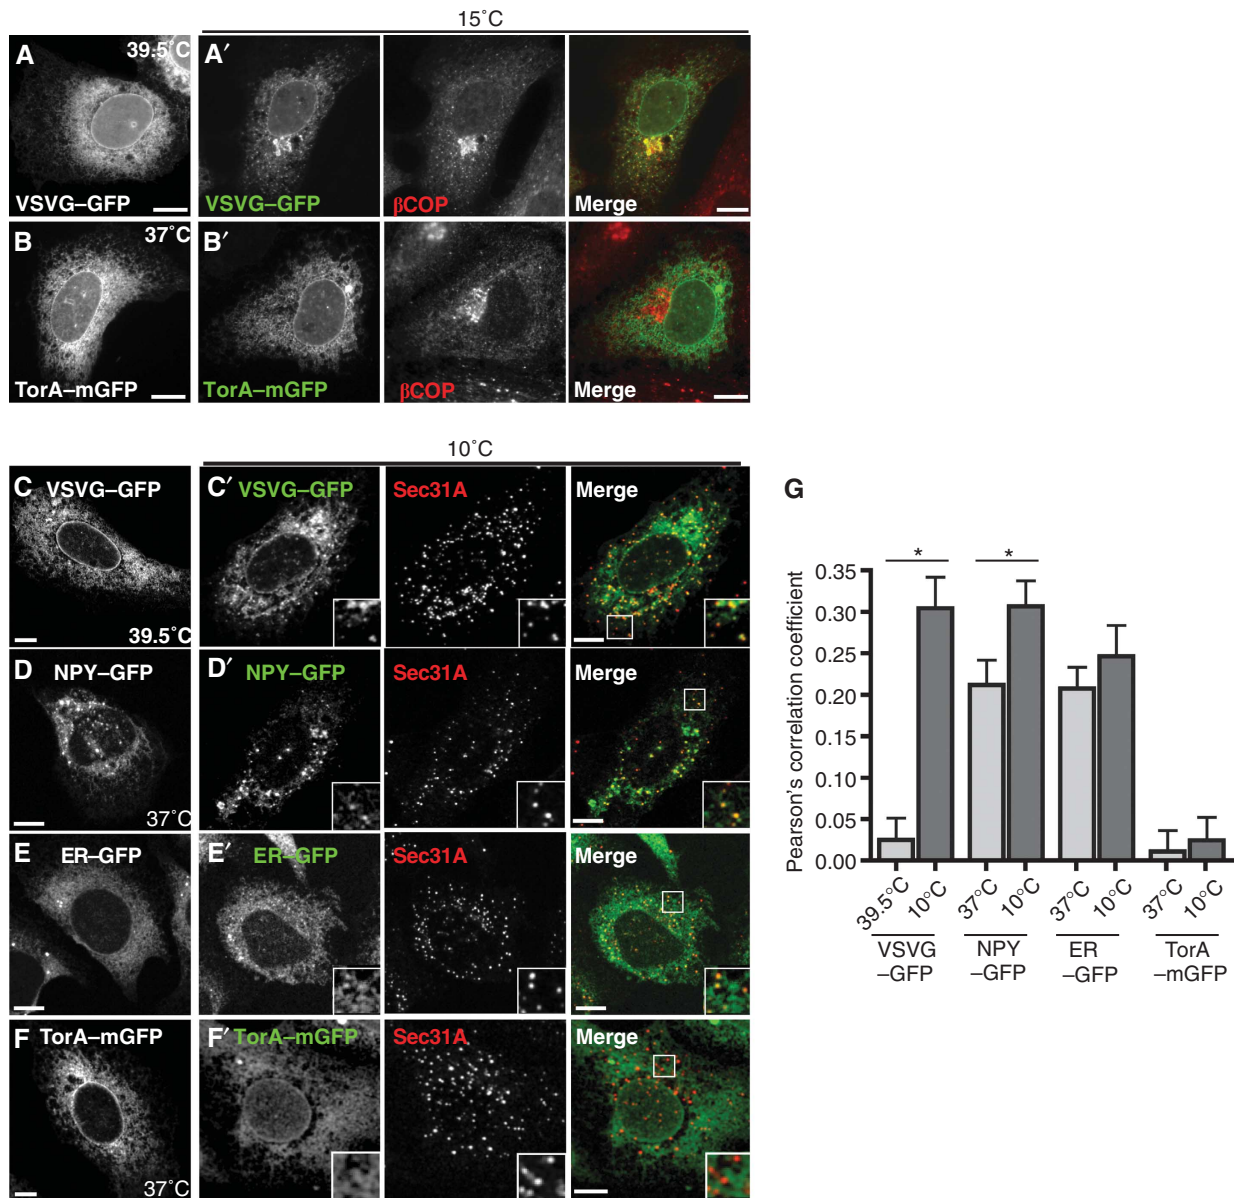 15°C
A
39.5°C
VSVG–GFP
A′
VSVG–GFP
βCOP
Merge
B
37°C
TorA–mGFP
B′
TorA–mGFP
βCOP
Merge
10°C
C VSVG–GFP
39.5°C
C′ VSVG–GFP
Sec31A
Merge
D NPY–GFP
37°C
D′ NPY–GFP
Sec31A
Merge
E ER–GFP
E′ ER–GFP
Sec31A
Merge
F TorA–mGFP
37°C
F′ TorA–mGFP
Sec31A
Merge
G
Pearson's correlation coefficient
0.35
0.30
0.25
0.20
0.15
0.10
0.05
0.00
* *
39.5°C 10°C 37°C 10°C 37°C 10°C 37°C 10°C
VSVG NPY ER TorA
–GFP –GFP –GFP –mGFP